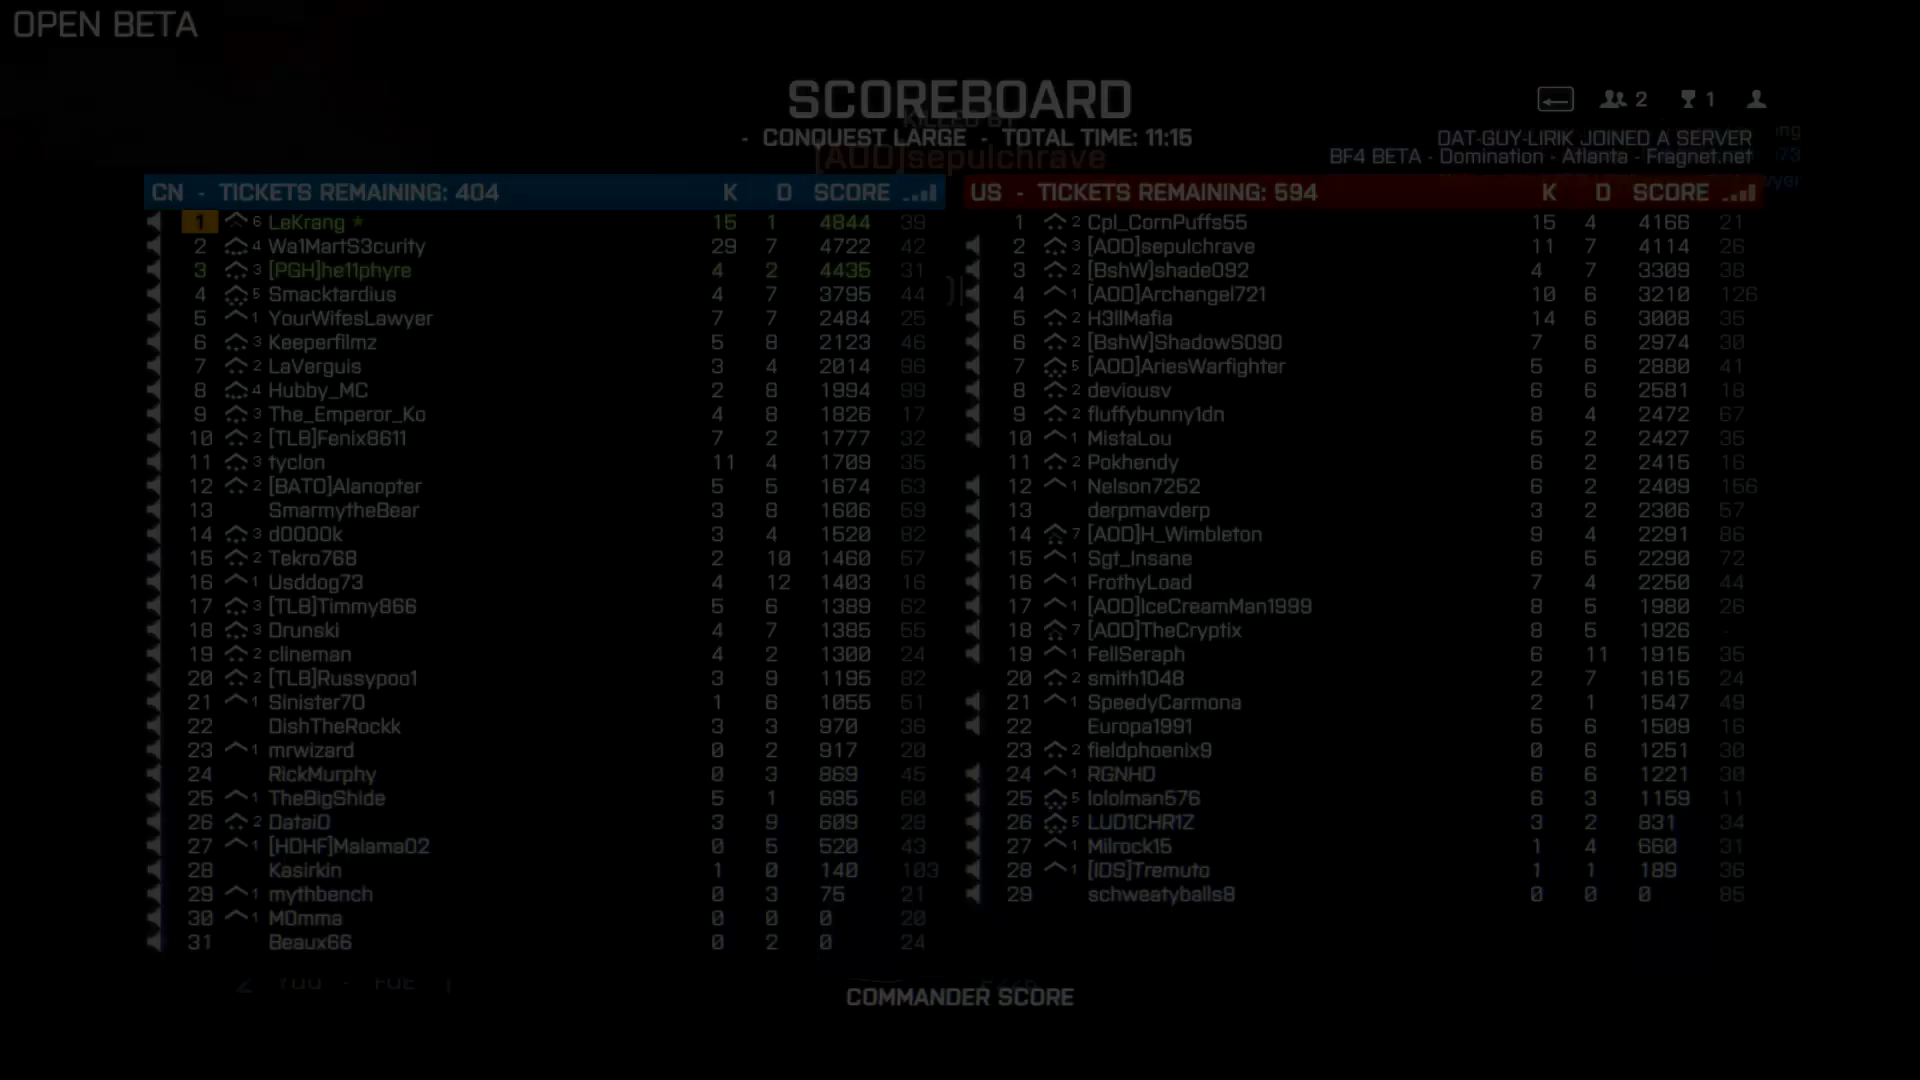 OPEN BETA
SCOREBOARD
2 1
KILLED BY
- CONQUEST LARGE - TOTAL TIME: 11:15
[AOD]sepulchrave
DAT-GUY-LIRIK JOINED A SERVER
BF4 BETA - Domination - Atlanta - Fragnet.net
CN - TICKETS REMAINING: 404 K D SCORE
1 6 LeKrang * 15 1 4844 39
2 4 Wa1MartS3curity 29 7 4722 42
3 3 [PGH]he11phyre 4 2 4435 31
4 5 Smacktardius 4 7 3795 44
5 1 YourWifesLawyer 7 7 2484 25
6 3 Keeperfilmz 5 8 2123 46
7 2 LaVerguis 3 4 2014 96
8 4 Hubby_MC 2 8 1994 99
9 3 The_Emperor_Ko 4 8 1826 17
10 2 [TLB]Fenix8611 7 2 1777 32
11 3 tyclon 11 4 1709 35
12 2 [BATO]Alanopter 5 5 1674 63
13 SmarmytheBear 3 8 1606 59
14 3 d0000k 3 4 1520 82
15 2 Tekro768 2 10 1460 57
16 1 Usddog73 4 12 1403 16
17 3 [TLB]Timmy866 5 6 1389 62
18 3 Drunski 4 7 1385 55
19 2 clineman 4 2 1300 24
20 2 [TLB]Russypoo1 3 9 1195 82
21 1 Sinister70 1 6 1055 51
22 DishTheRockk 3 3 970 36
23 1 mrwizard 0 2 917 20
24 RickMurphy 0 3 869 45
25 1 TheBigShide 5 1 685 60
26 2 DataiO 3 9 609 28
27 1 [HDHF]Malama02 0 5 520 43
28 Kasirkin 1 0 140 103
29 1 mythbench 0 3 75 21
30 1 M0mma 0 0 0 20
31 Beaux66 0 2 0 24
US - TICKETS REMAINING: 594 K D SCORE
1 2 Cpl_CornPuffs55 15 4 4166 21
2 3 [AOD]sepulchrave 11 7 4114 26
3 2 [BshW]shade092 4 7 3309 38
4 1 [AOD]Archangel721 10 6 3210 126
5 2 H3llMafia 14 6 3008 35
6 2 [BshW]ShadowS090 7 6 2974 30
7 5 [AOD]AriesWarfighter 5 6 2880 41
8 2 deviousv 6 6 2581 18
9 2 fluffybunny1dn 8 4 2472 67
10 1 MistaLou 5 2 2427 35
11 2 Pokhendy 6 2 2415 16
12 1 Nelson7252 6 2 2409 156
13 derpmavderp 3 2 2306 57
14 7 [AOD]H_Wimbleton 9 4 2291 86
15 1 Sgt_Insane 6 5 2290 72
16 1 FrothyLoad 7 4 2250 44
17 1 [AOD]IceCreamMan1999 8 5 1980 26
18 7 [AOD]TheCryptix 8 5 1926 -
19 1 FellSeraph 6 11 1915 35
20 2 smith1048 2 7 1615 24
21 1 SpeedyCarmona 2 1 1547 49
22 Europa1991 5 6 1509 16
23 2 fieldphoenix9 0 6 1251 30
24 1 RGNHD 6 6 1221 30
25 5 lololman576 6 3 1159 11
26 5 LUD1CHR1Z 3 2 831 34
27 1 Milrock15 1 4 660 31
28 1 [IDS]Tremuto 1 1 189 36
29 schweatyballs8 0 0 0 85
COMMANDER SCORE